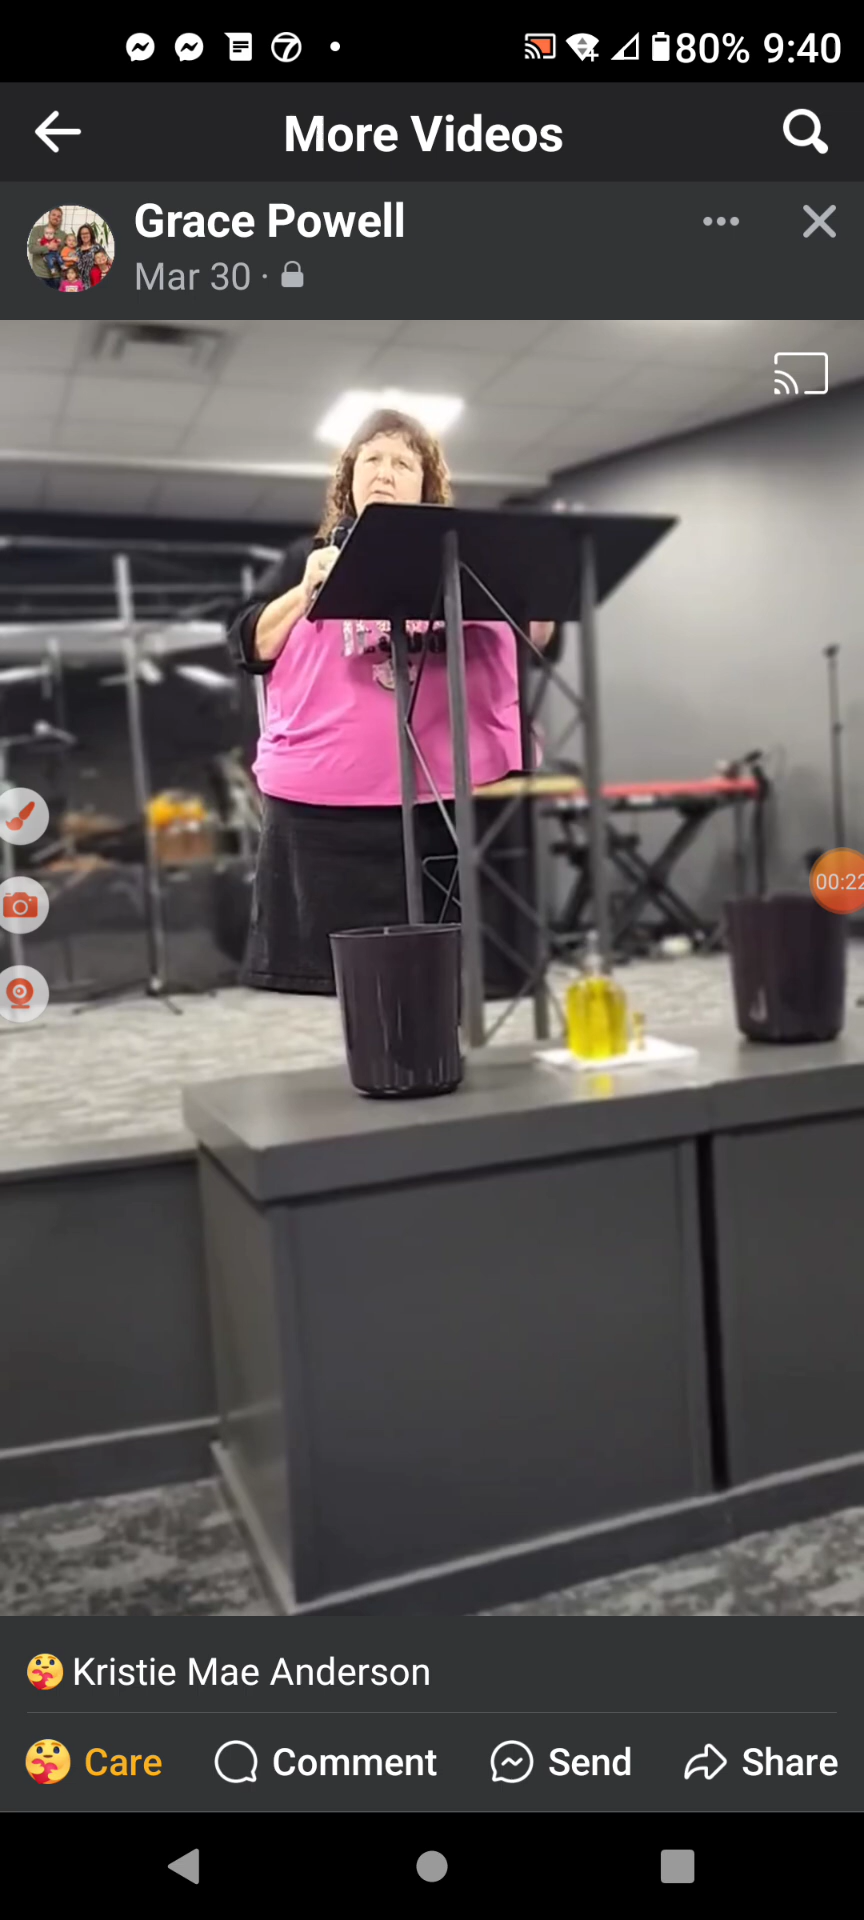 80% 9:40
More Videos
Grace Powell
Mar 30 ·
00:22
Kristie Mae Anderson
Care Comment Send Share